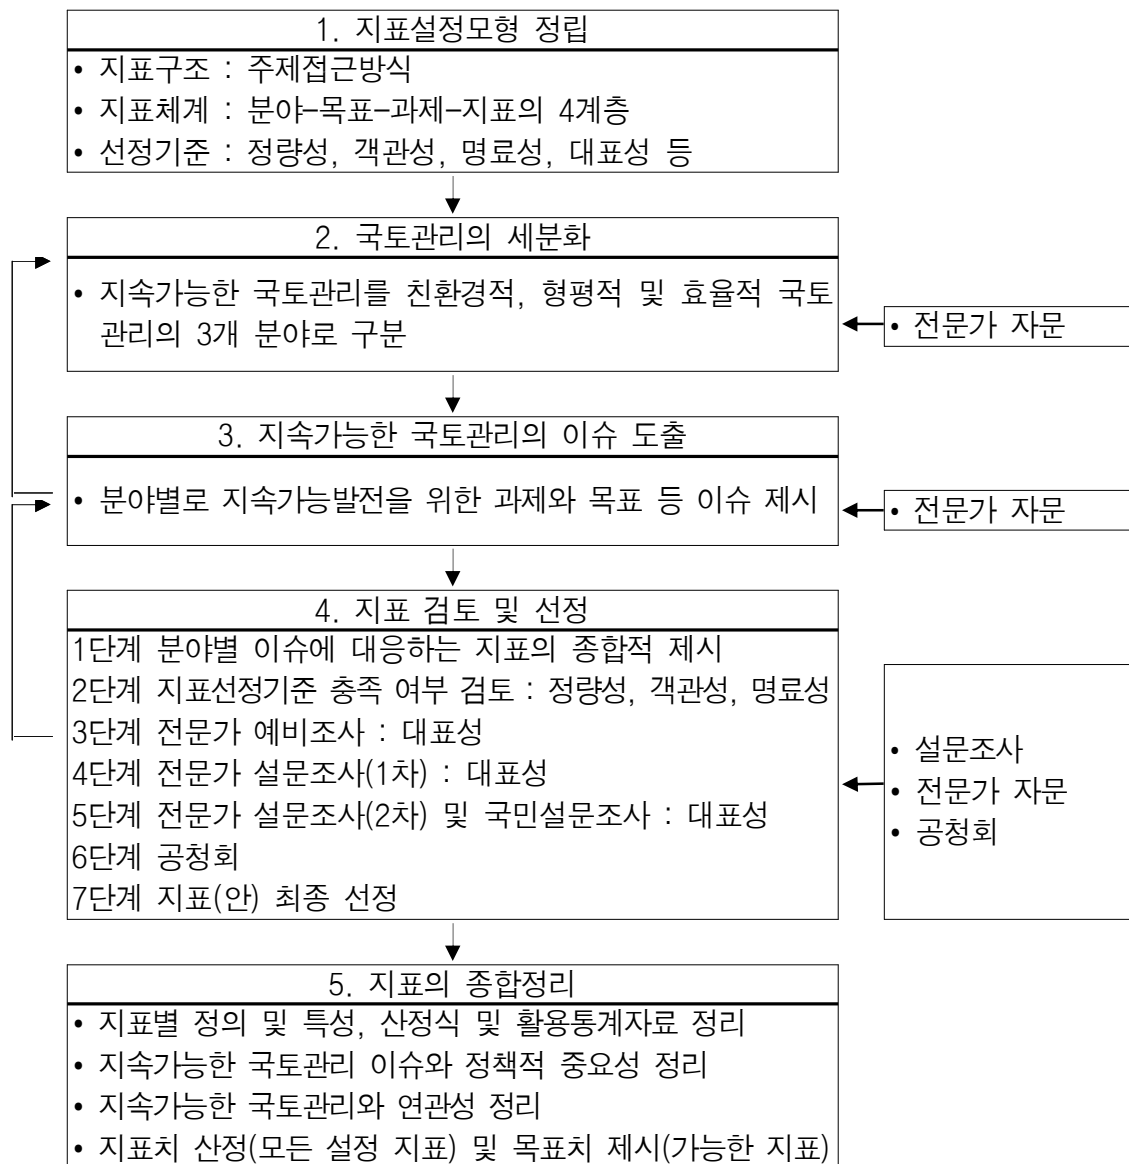 1. 지표설정모형 정립
• 지표구조 : 주제접근방식
• 지표체계 : 분야-목표-과제-지표의 4계층
• 선정기준 : 정량성, 객관성, 명료성, 대표성 등
2. 국토관리의 세분화
• 지속가능한 국토관리를 친환경적, 형평적 및 효율적 국토
관리의 3개 분야로 구분
• 전문가 자문
3. 지속가능한 국토관리의 이슈 도출
• 분야별로 지속가능발전을 위한 과제와 목표 등 이슈 제시
• 전문가 자문
4. 지표 검토 및 선정
1단계 분야별 이슈에 대응하는 지표의 종합적 제시
2단계 지표선정기준 충족 여부 검토 : 정량성, 객관성, 명료성
3단계 전문가 예비조사 : 대표성
4단계 전문가 설문조사(1차) : 대표성
5단계 전문가 설문조사(2차) 및 국민설문조사 : 대표성
6단계 공청회
7단계 지표(안) 최종 선정
• 설문조사
• 전문가 자문
• 공청회
5. 지표의 종합정리
• 지표별 정의 및 특성, 산정식 및 활용통계자료 정리
• 지속가능한 국토관리 이슈와 정책적 중요성 정리
• 지속가능한 국토관리와 연관성 정리
• 지표치 산정(모든 설정 지표) 및 목표치 제시(가능한 지표)